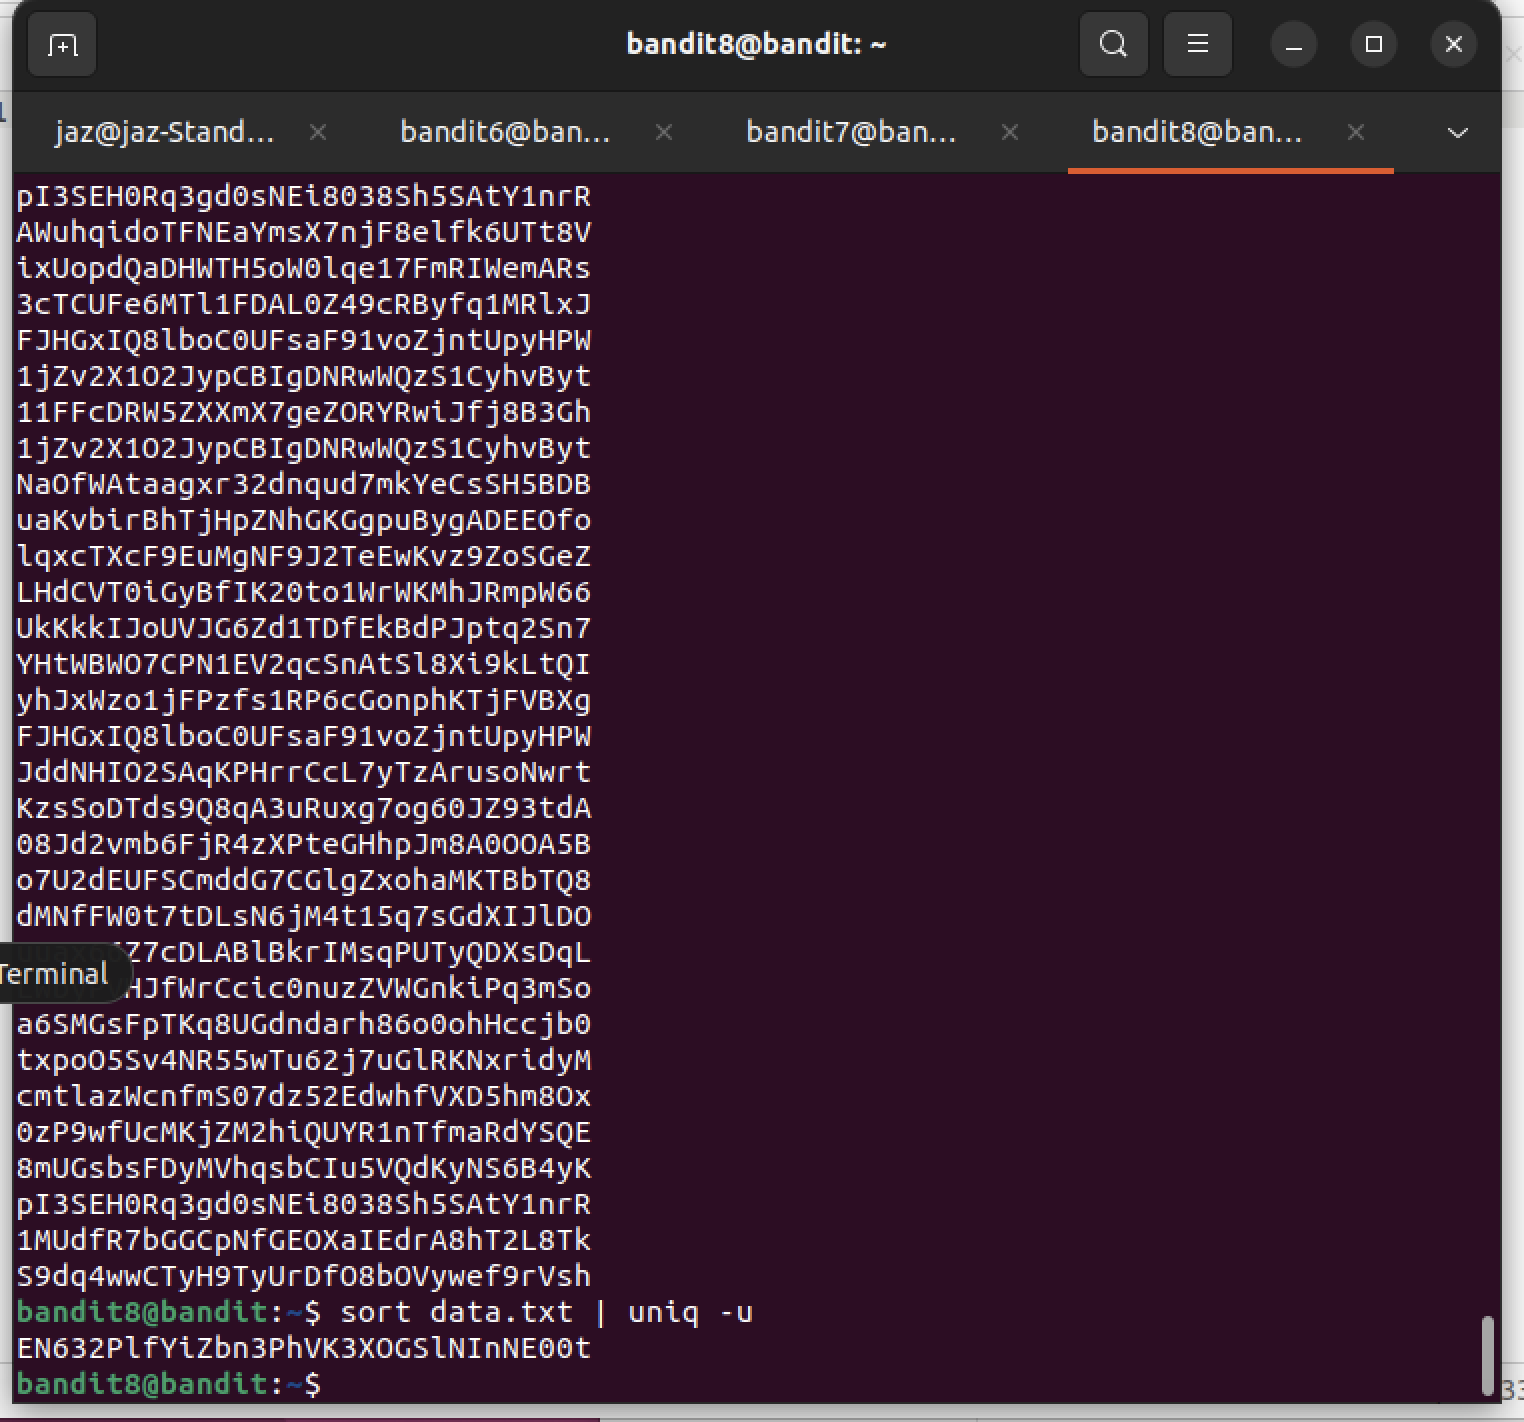 bandit8@bandit: ~
jaz@jaz-Stand...
bandit6@ban...
bandit7@ban...
bandit8@ban...
pI3SEH0Rq3gd0sNEi8038Sh5SAtY1nrR
AWuhqidoTFNEaYmsX7njF8elfk6UTt8V
ixUopdQaDHWTH5oW0lqe17FmRIWemARs
3cTCUFe6MTl1FDAL0Z49cRByfq1MRlxJ
FJHGxIQ8lboC0UFsaF91voZjntUpyHPW
1jZv2X1O2JypCBIgDNRwWQzS1CyhvByt
11FFcDRW5ZXXmX7geZORYRwiJfj8B3Gh
1jZv2X1O2JypCBIgDNRwWQzS1CyhvByt
NaOfWAtaagxr32dnqud7mkYeCsSH5BDB
uaKvbirBhTjHpZNhGKGgpuBygADEEOfo
lqxcTXcF9EuMgNF9J2TeEwKvz9ZoSGeZ
LHdCVT0iGyBfIK20to1WrWKMhJRmpW66
UkKkkIJoUVJG6Zd1TDfEkBdPJptq2Sn7
YHtWBWO7CPN1EV2qcSnAtSl8Xi9kLtQI
yhJxWzo1jFPzfs1RP6cGonphKTjFVBXg
FJHGxIQ8lboC0UFsaF91voZjntUpyHPW
JddNHIO2SAqKPHrrCcL7yTzArusoNwrt
KzsSoDTds9Q8qA3uRuxg7og60JZ93tdA
08Jd2vmb6FjR4zXPteGHhpJm8A0OOA5B
o7U2dEUFSCmddG7CGlgZxohaMKTBbTQ8
dMNfFW0t7tDLsN6jM4t15q7sGdXIJlDO
Z7cDLABlBkrIMsqPUTyQDXsDqL
Terminal
HJfWrCcic0nuzZVWGnkiPq3mSo
a6SMGsFpTKq8UGdndarh86o0ohHccjb0
txpoO5Sv4NR55wTu62j7uGlRKNxridyM
cmtlazWcnfmS07dz52EdwhfVXD5hm8Ox
0zP9wfUcMKjZM2hiQUYR1nTfmaRdYSQE
8mUGsbsFDyMVhqsbCIu5VQdKyNS6B4yK
pI3SEH0Rq3gd0sNEi8038Sh5SAtY1nrR
1MUdfR7bGGCpNfGEOXaIEdrA8hT2L8Tk
S9dq4wwCTyH9TyUrDfO8bOVywef9rVsh
bandit8@bandit:~$ sort data.txt | uniq -u
EN632PlfYiZbn3PhVK3XOGSlNInNE00t
bandit8@bandit:~$